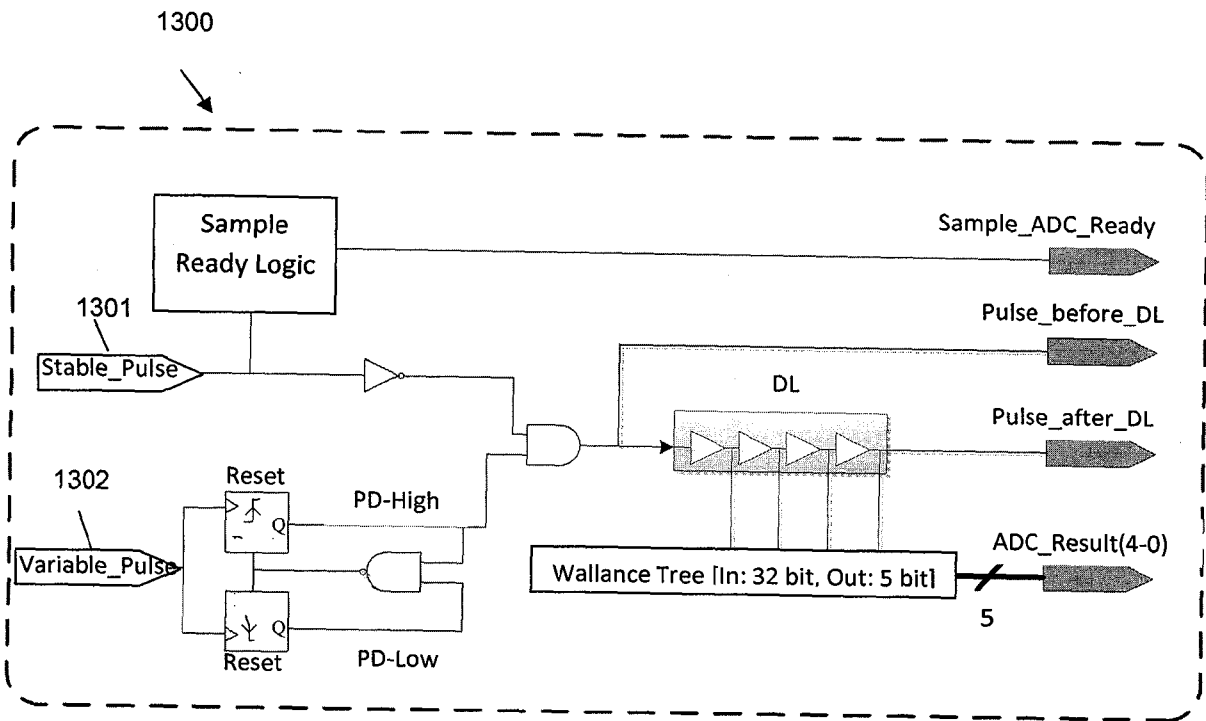 1300
Sample
Ready Logic
Sample_ADC_Ready
1301
Stable_Pulse
Pulse_before_DL
DL
Pulse_after_DL
1302
Variable_Pulse
Reset
Q
PD-High
Q
Reset
PD-Low
Wallance Tree [In: 32 bit, Out: 5 bit]
5
ADC_Result(4-0)